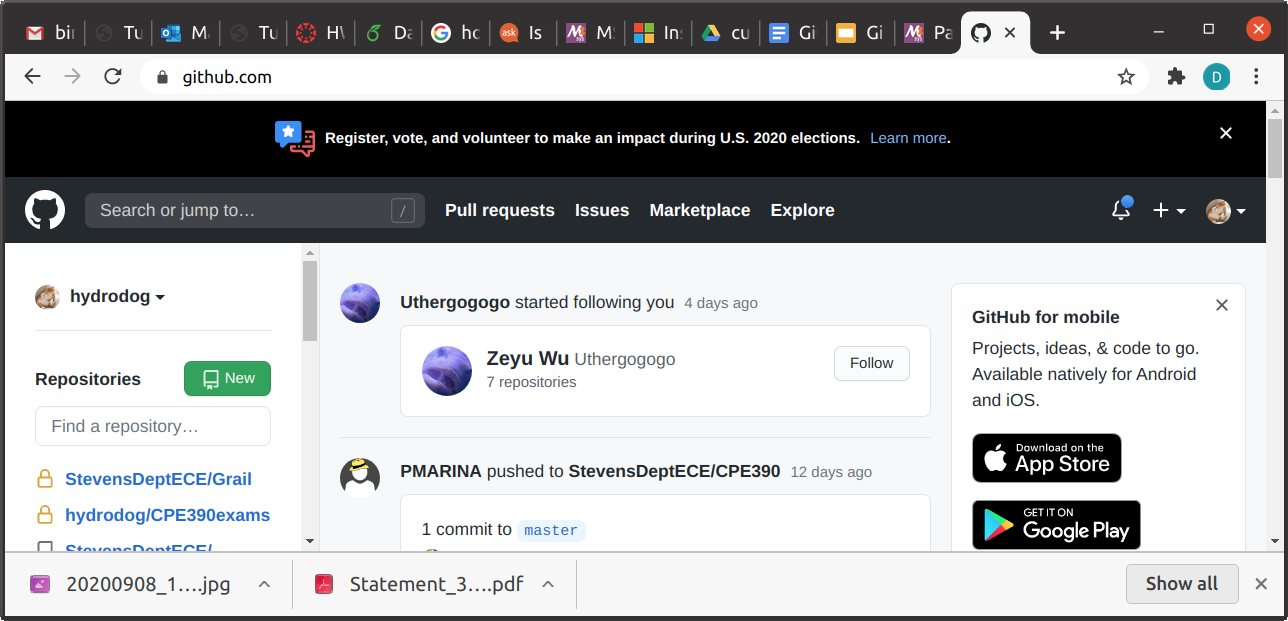 bir Tu M Tu HW Da ho Is M In cu Gi Gi Pa
github.com
D
Register, vote, and volunteer to make an impact during U.S. 2020 elections. Learn more.
Search or jump to… / Pull requests Issues Marketplace Explore
hydrodog
Repositories New
Find a repository…
StevensDeptECE/Grail
hydrodog/CPE390exams
StevensDeptECE/
Uthergogogo started following you 4 days ago
Zeyu Wu Uthergogogo
7 repositories
Follow
PMARINA pushed to StevensDeptECE/CPE390 12 days ago
1 commit to master
GitHub for mobile
Projects, ideas, & code to go.
Available natively for Android
and iOS.
Download on the
App Store
GET IT ON
Google Play
20200908_1....jpg Statement_3....pdf Show all